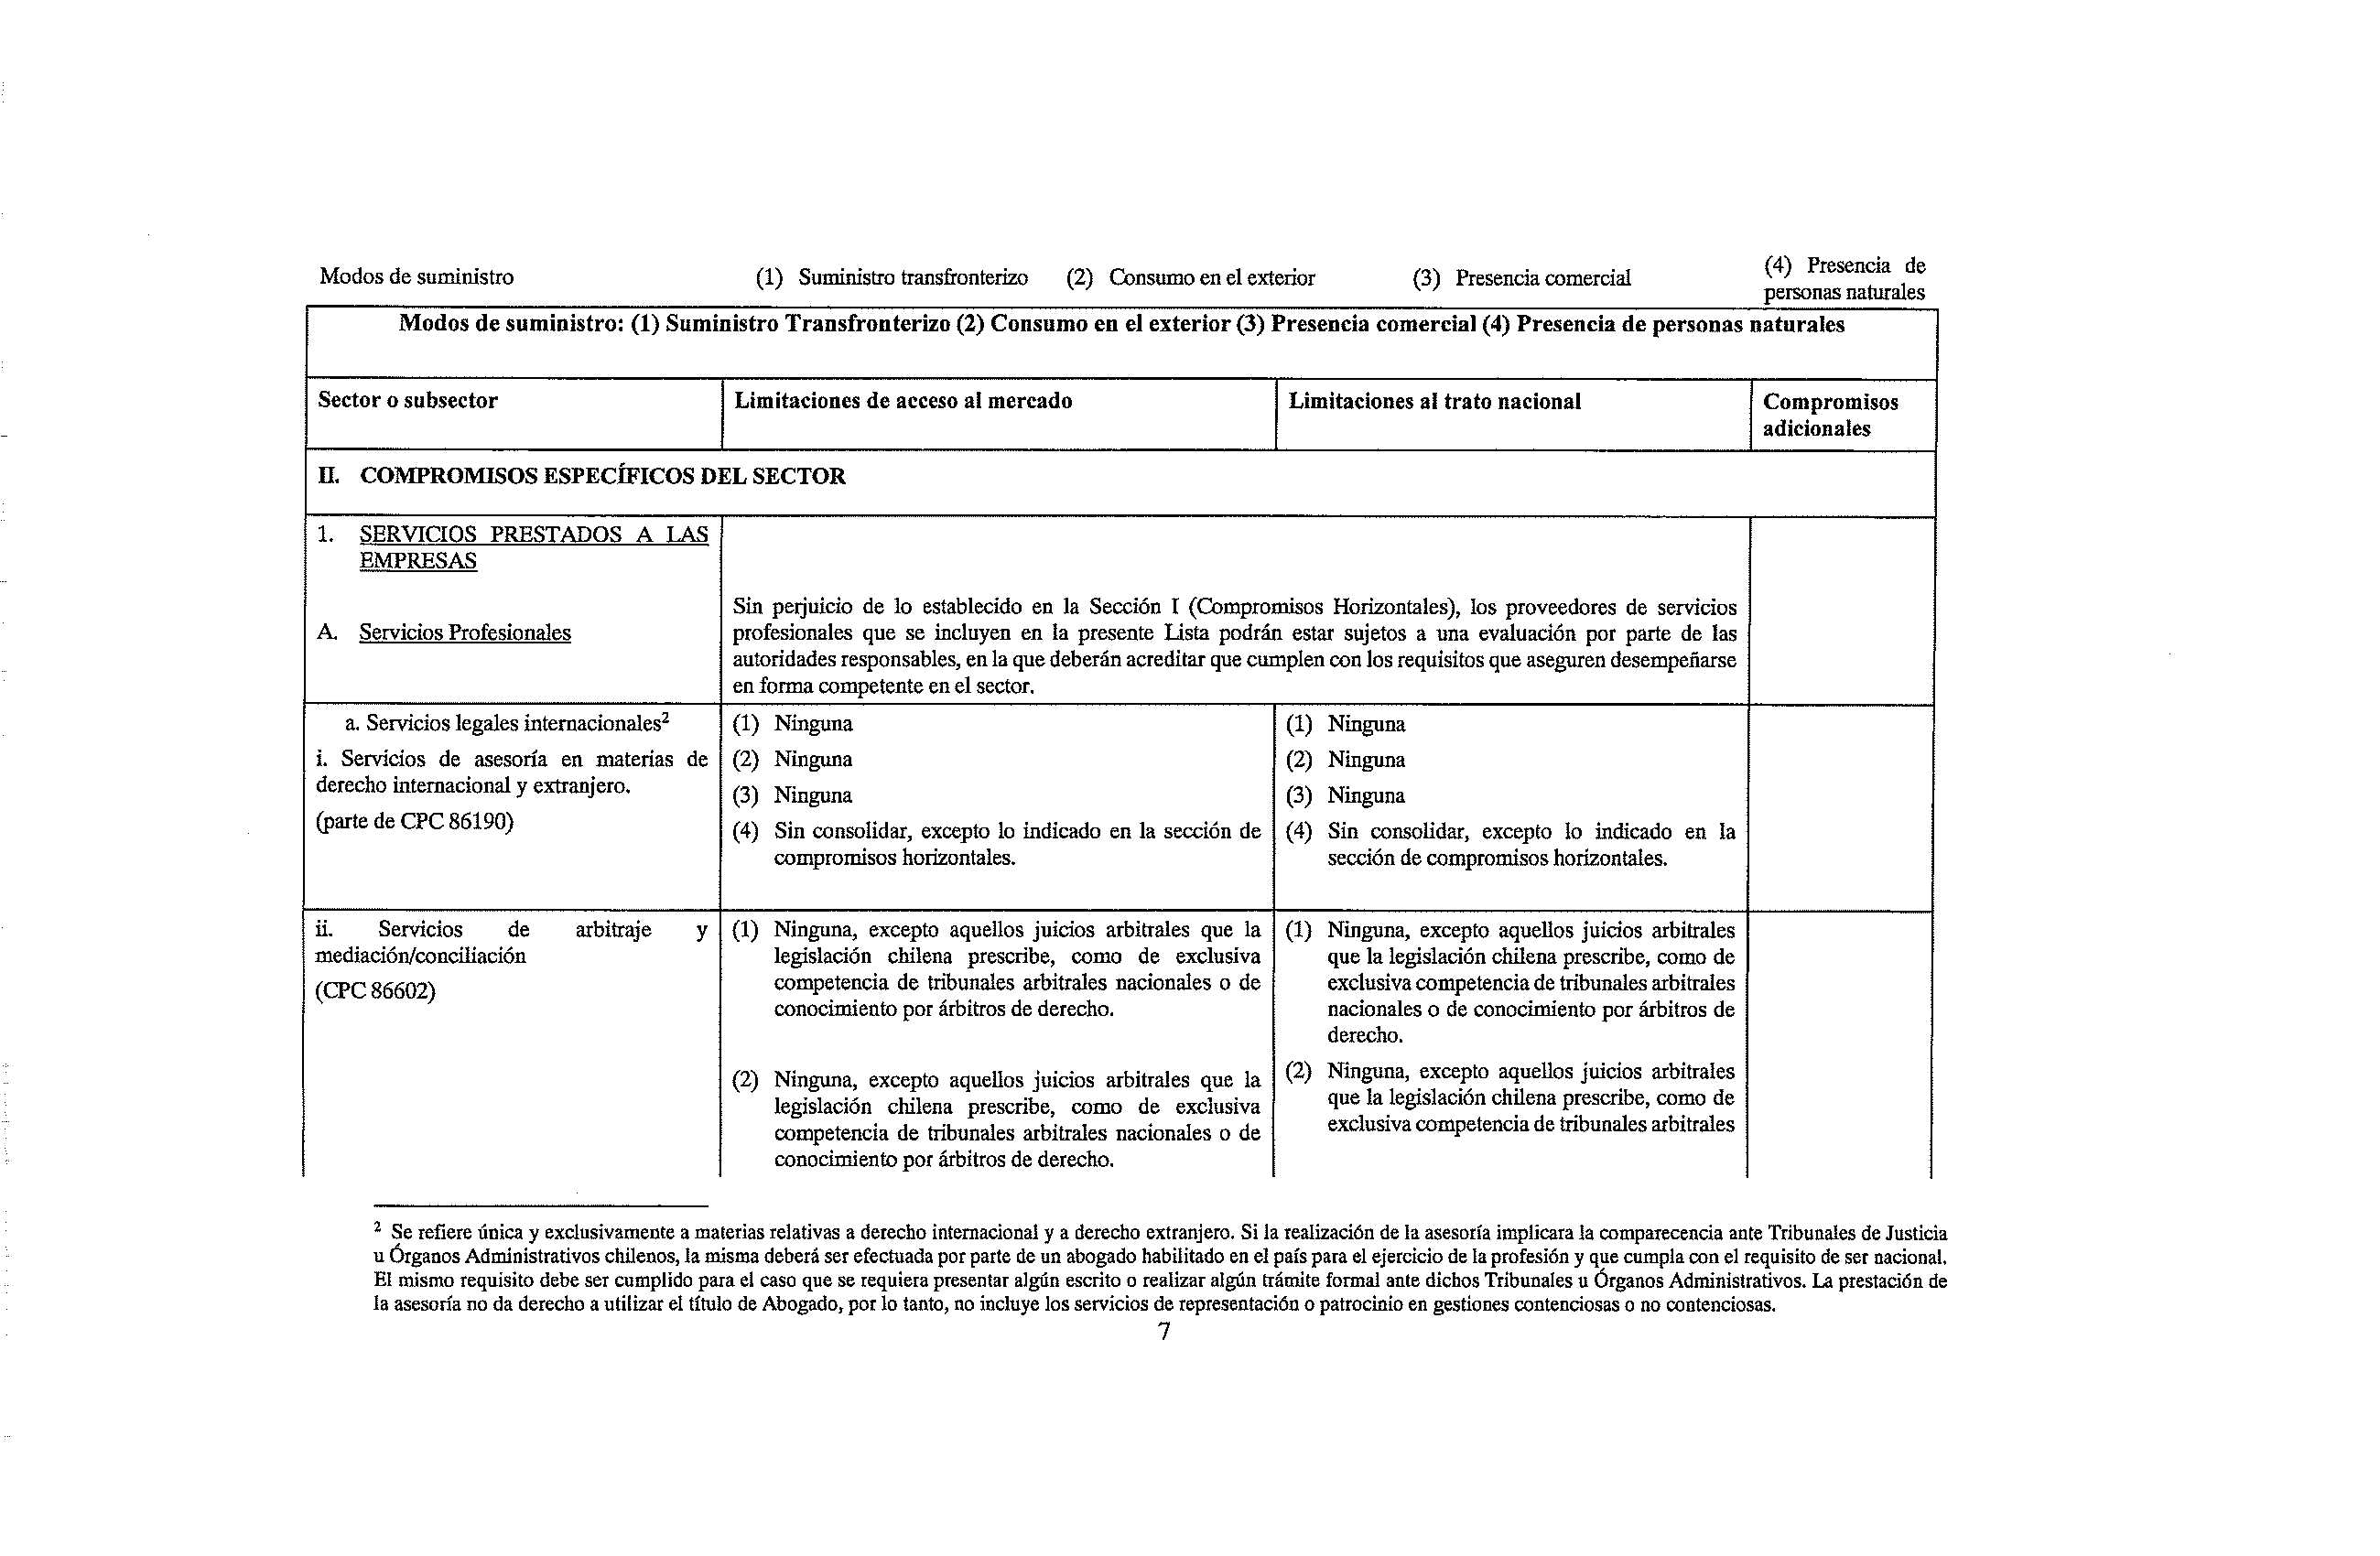 Modos de suministro (1) Suministro transfronterizo (2) Consumo en el exterior (3) Presencia comercial (4) Presencia de
personas naturales
Modos de suministro: (1) Suministro Transfronterizo (2) Consumo en el exterior (3) Presencia comercial (4) Presencia de personas naturales
Sector o subsector
Limitaciones de acceso al mercado
Limitaciones al trato nacional
Compromisos
adicionales
II. COMPROMISOS ESPECÍFICOS DEL SECTOR
1. SERVICIOS PRESTADOS A LAS
EMPRESAS
A. Servicios Profesionales
Sin perjuicio de lo establecido en la Sección I (Compromisos Horizontales), los proveedores de servicios
profesionales que se incluyen en la presente Lista podrán estar sujetos a una evaluación por parte de las
autoridades responsables, en la que deberán acreditar que cumplen con los requisitos que aseguren desempeñarse
en forma competente en el sector.
a. Servicios legales internacionales²
i. Servicios de asesoría en materias de
derecho internacional y extranjero.
(parte de CPC 86190)
(1) Ninguna
(2) Ninguna
(3) Ninguna
(4) Sin consolidar, excepto lo indicado en la sección de
compromisos horizontales.
(1) Ninguna
(2) Ninguna
(3) Ninguna
(4) Sin consolidar, excepto lo indicado en la
sección de compromisos horizontales.
ii. Servicios de arbitraje y
mediación/conciliación
(CPC 86602)
(1) Ninguna, excepto aquellos juicios arbitrales que la
legislación chilena prescribe, como de exclusiva
competencia de tribunales arbitrales nacionales o de
conocimiento por árbitros de derecho.
(2) Ninguna, excepto aquellos juicios arbitrales que la
legislación chilena prescribe, como de exclusiva
competencia de tribunales arbitrales nacionales o de
conocimiento por árbitros de derecho.
(1) Ninguna, excepto aquellos juicios arbitrales
que la legislación chilena prescribe, como de
exclusiva competencia de tribunales arbitrales
nacionales o de conocimiento por árbitros de
derecho.
(2) Ninguna, excepto aquellos juicios arbitrales
que la legislación chilena prescribe, como de
exclusiva competencia de tribunales arbitrales
² Se refiere única y exclusivamente a materias relativas a derecho internacional y a derecho extranjero. Si la realización de la asesoría implicara la comparecencia ante Tribunales de Justicia
u Órganos Administrativos chilenos, la misma deberá ser efectuada por parte de un abogado habilitado en el país para el ejercicio de la profesión y que cumpla con el requisito de ser nacional.
El mismo requisito debe ser cumplido para el caso que se requiera presentar algún escrito o realizar algún trámite formal ante dichos Tribunales u Órganos Administrativos. La prestación de
la asesoría no da derecho a utilizar el título de Abogado, por lo tanto, no incluye los servicios de representación o patrocinio en gestiones contenciosas o no contenciosas.
7